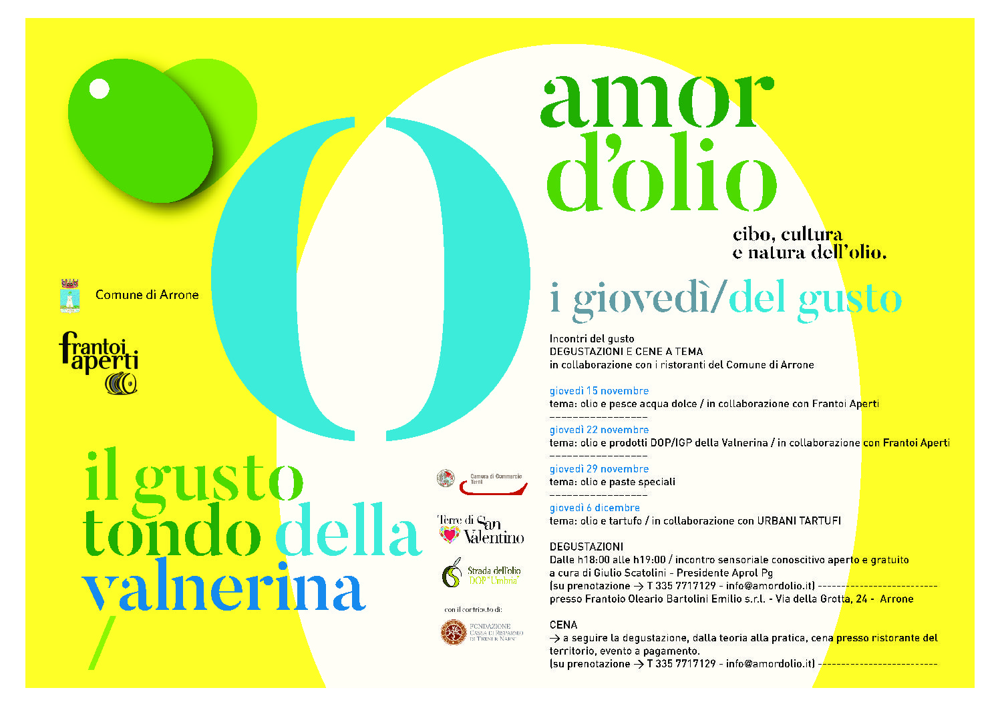 amor
d'olio
cibo, cultura
e natura dell'olio.
i giovedì/del gusto
Incontri del gusto
DEGUSTAZIONI E CENE A TEMA
in collaborazione con i ristoranti del Comune di Arrone
giovedì 15 novembre
tema: olio e pesce acqua dolce / in collaborazione con Frantoi Aperti
-----------------
giovedì 22 novembre
tema: olio e prodotti DOP/IGP della Valnerina / in collaborazione con Frantoi Aperti
-----------------
giovedì 29 novembre
tema: olio e paste speciali
-----------------
giovedì 6 dicembre
tema: olio e tartufo / in collaborazione con URBANI TARTUFI
DEGUSTAZIONI
Dalle h18:00 alle h19:00 / incontro sensoriale conoscitivo aperto e gratuito
a cura di Giulio Scatolini - Presidente Aprol Pg
(su prenotazione → T 335 7717129 - info@amordolio.it) --------------------------
presso Frantoio Oleario Bartolini Emilio s.r.l. - Via della Grotta, 24 - Arrone
CENA
→ a seguire la degustazione, dalla teoria alla pratica, cena presso ristorante del
territorio, evento a pagamento.
(su prenotazione → T 335 7717129 - info@amordolio.it) --------------------------
Comune di Arrone
frantoi
aperti
il gusto
tondo della
valnerina
/
Camera di Commercio
Terni
Terre di San
Valentino
Strada dell'olio
DOP "Umbria"
con il contributo di:
FONDAZIONE
CASSA DI RISPARMIO
DI TERNI E NARNI